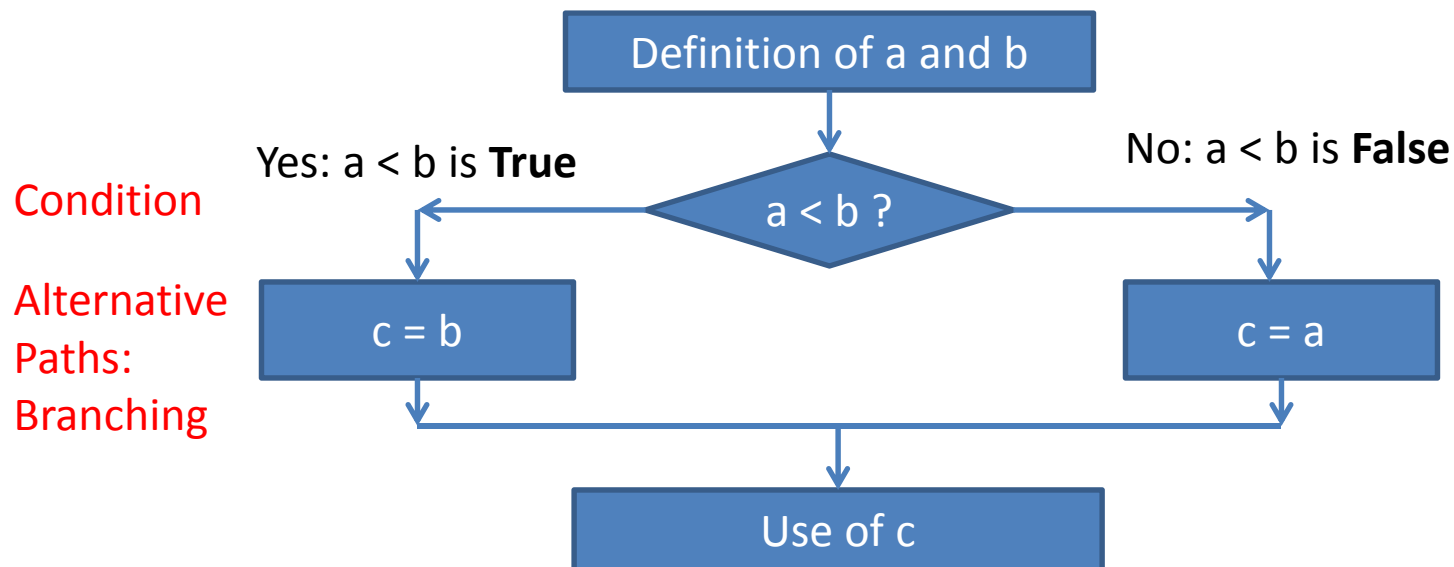 Definition of a and b
Yes: a < b is True
No: a < b is False
Condition
a < b ?
Alternative
Paths:
Branching
c = b
c = a
Use of c